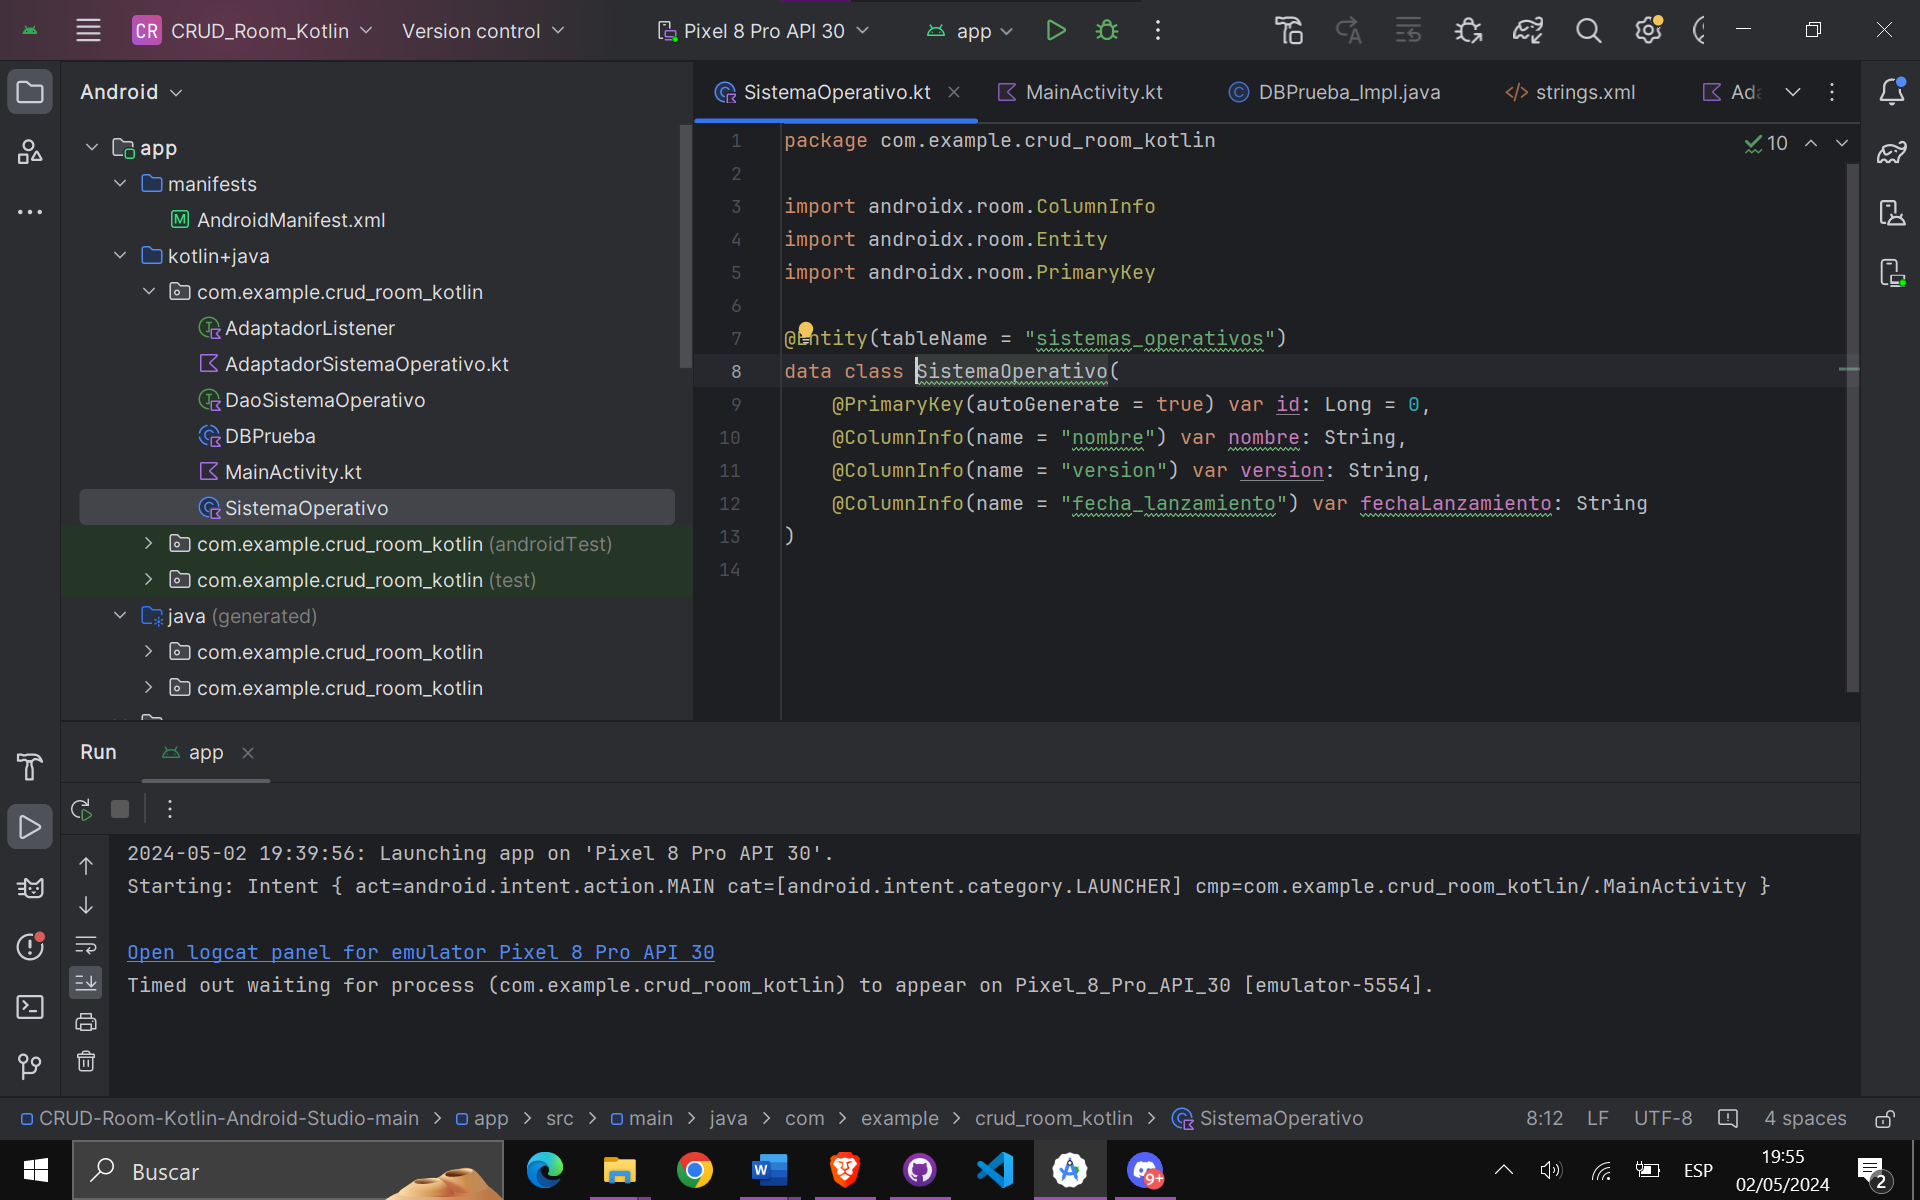 CR CRUD_Room_Kotlin Version control Pixel 8 Pro API 30 app
Android
SistemaOperativo.kt MainActivity.kt DBPrueba_Impl.java strings.xml Ada
app
manifests
AndroidManifest.xml
kotlin+java
com.example.crud_room_kotlin
AdaptadorListener
AdaptadorSistemaOperativo.kt
DaoSistemaOperativo
DBPrueba
MainActivity.kt
SistemaOperativo
com.example.crud_room_kotlin (androidTest)
com.example.crud_room_kotlin (test)
java (generated)
com.example.crud_room_kotlin
com.example.crud_room_kotlin
10
1 package com.example.crud_room_kotlin
2
3 import androidx.room.ColumnInfo
4 import androidx.room.Entity
5 import androidx.room.PrimaryKey
6
7 @Entity(tableName = "sistemas_operativos")
8 data class SistemaOperativo(
9 @PrimaryKey(autoGenerate = true) var id: Long = 0,
10 @ColumnInfo(name = "nombre") var nombre: String,
11 @ColumnInfo(name = "version") var version: String,
12 @ColumnInfo(name = "fecha_lanzamiento") var fechaLanzamiento: String
13 )
14
Run app
2024-05-02 19:39:56: Launching app on 'Pixel 8 Pro API 30'.
Starting: Intent { act=android.intent.action.MAIN cat=[android.intent.category.LAUNCHER] cmp=com.example.crud_room_kotlin/.MainActivity }
Open logcat panel for emulator Pixel 8 Pro API 30
Timed out waiting for process (com.example.crud_room_kotlin) to appear on Pixel_8_Pro_API_30 [emulator-5554].
CRUD-Room-Kotlin-Android-Studio-main > app > src > main > java > com > example > crud_room_kotlin > SistemaOperativo 8:12 LF UTF-8 4 spaces
Buscar
9+
ESP
19:55
02/05/2024
2